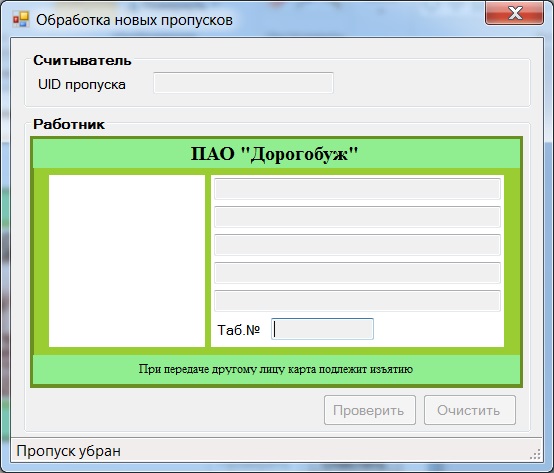 Обработка новых пропусков
Считыватель
UID пропуска
Работник
ПАО "Дорогобуж"
Таб.№
При передаче другому лицу карта подлежит изъятию
Проверить
Очистить
Пропуск убран